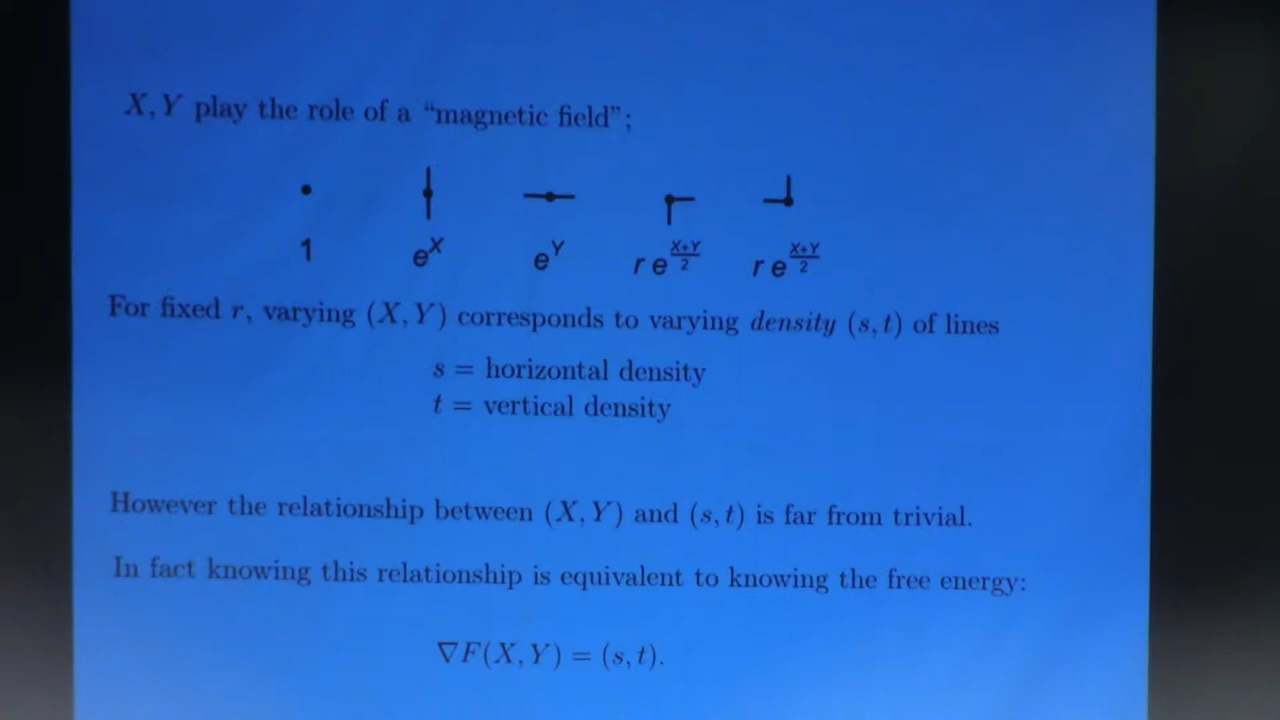 X, Y play the role of a “magnetic field”;
1 e^X e^Y r e^{\frac{X+Y}{2}} r e^{\frac{X+Y}{2}}
For fixed r, varying (X, Y) corresponds to varying density (s, t) of lines
s = horizontal density
t = vertical density
However the relationship between (X, Y) and (s, t) is far from trivial.
In fact knowing this relationship is equivalent to knowing the free energy:
∇F(X, Y) = (s, t).